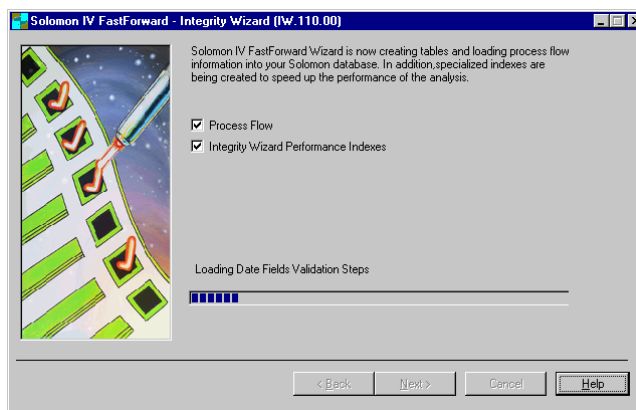 Solomon IV FastForward - Integrity Wizard (IW.110.00)
Solomon IV FastForward Wizard is now creating tables and loading process flow
information into your Solomon database. In addition,specialized indexes are
being created to speed up the performance of the analysis.
Process Flow
Integrity Wizard Performance Indexes
Loading Date Fields Validation Steps
< Back Next > Cancel Help